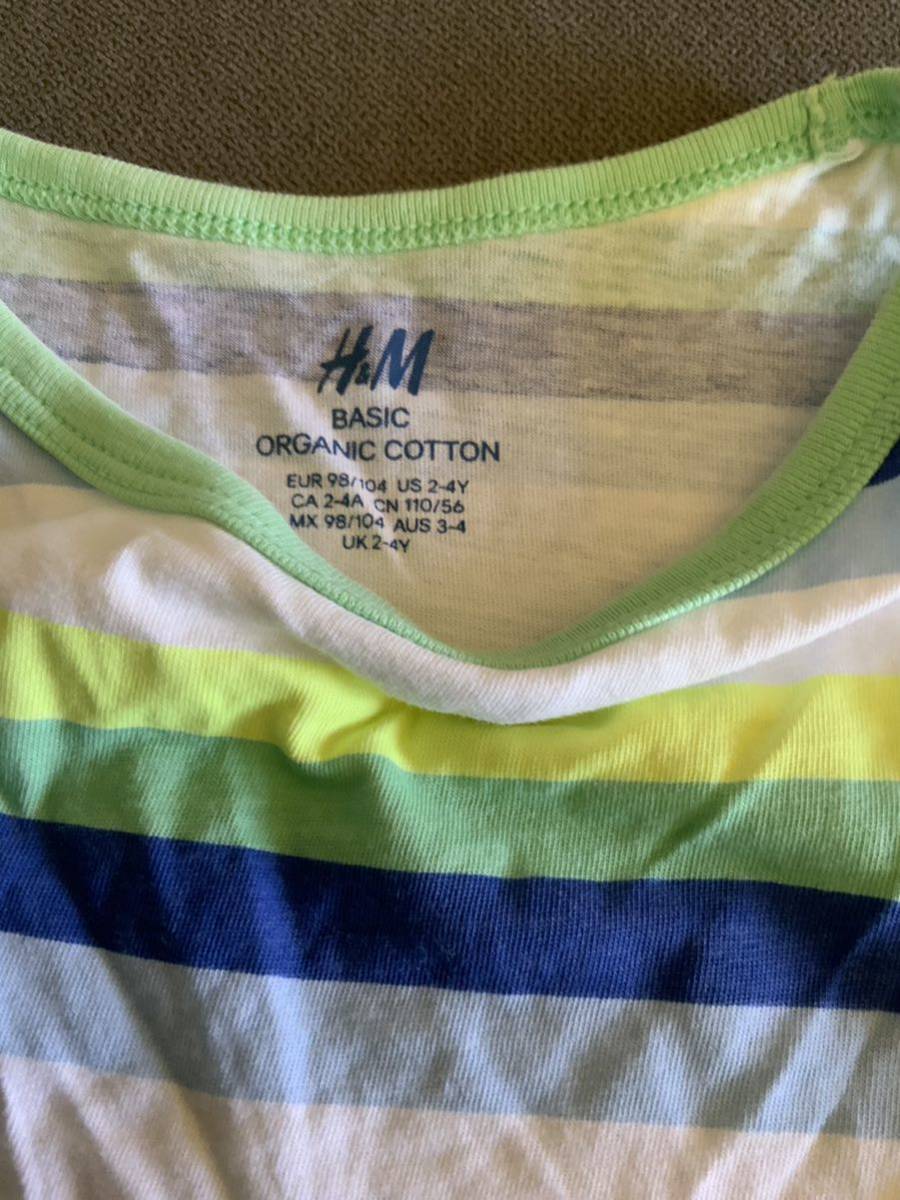 H&M
BASIC
ORGANIC COTTON
EUR 98/104 US 2-4Y
CA 2-4A CN 110/56
MX 98/104 AUS 3-4
UK 2-4Y